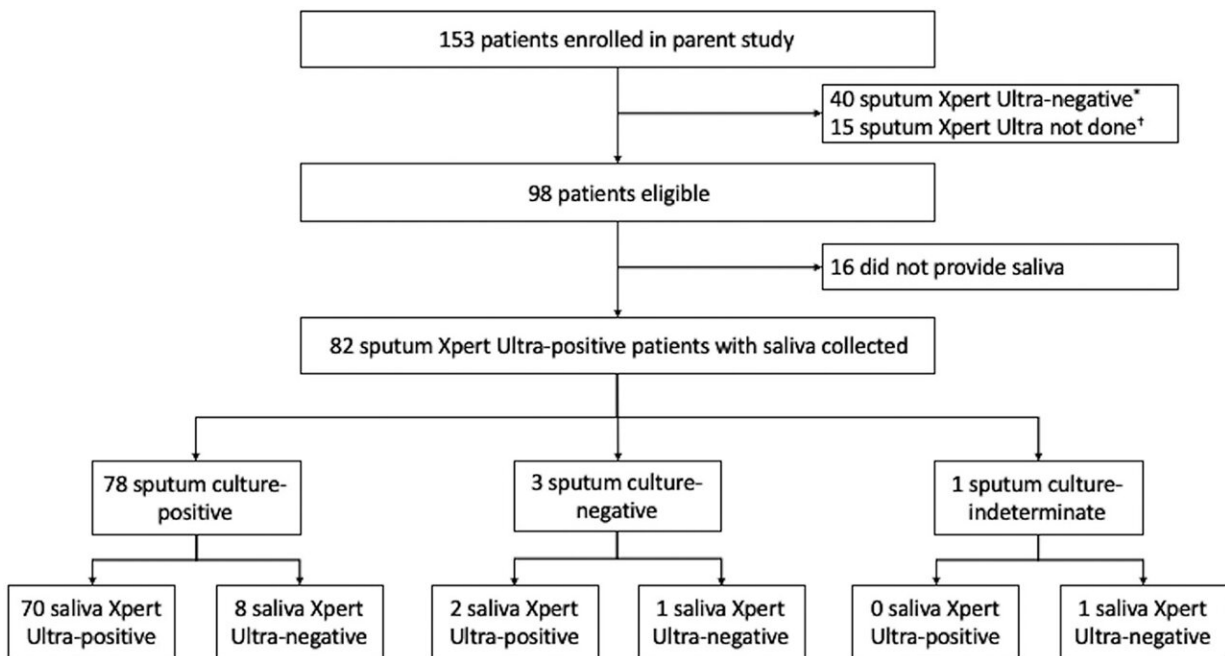 153 patients enrolled in parent study
40 sputum Xpert Ultra-negative*
15 sputum Xpert Ultra not done†
98 patients eligible
16 did not provide saliva
82 sputum Xpert Ultra-positive patients with saliva collected
78 sputum culture-
positive
3 sputum culture-
negative
1 sputum culture-
indeterminate
70 saliva Xpert
Ultra-positive
8 saliva Xpert
Ultra-negative
2 saliva Xpert
Ultra-positive
1 saliva Xpert
Ultra-negative
0 saliva Xpert
Ultra-positive
1 saliva Xpert
Ultra-negative